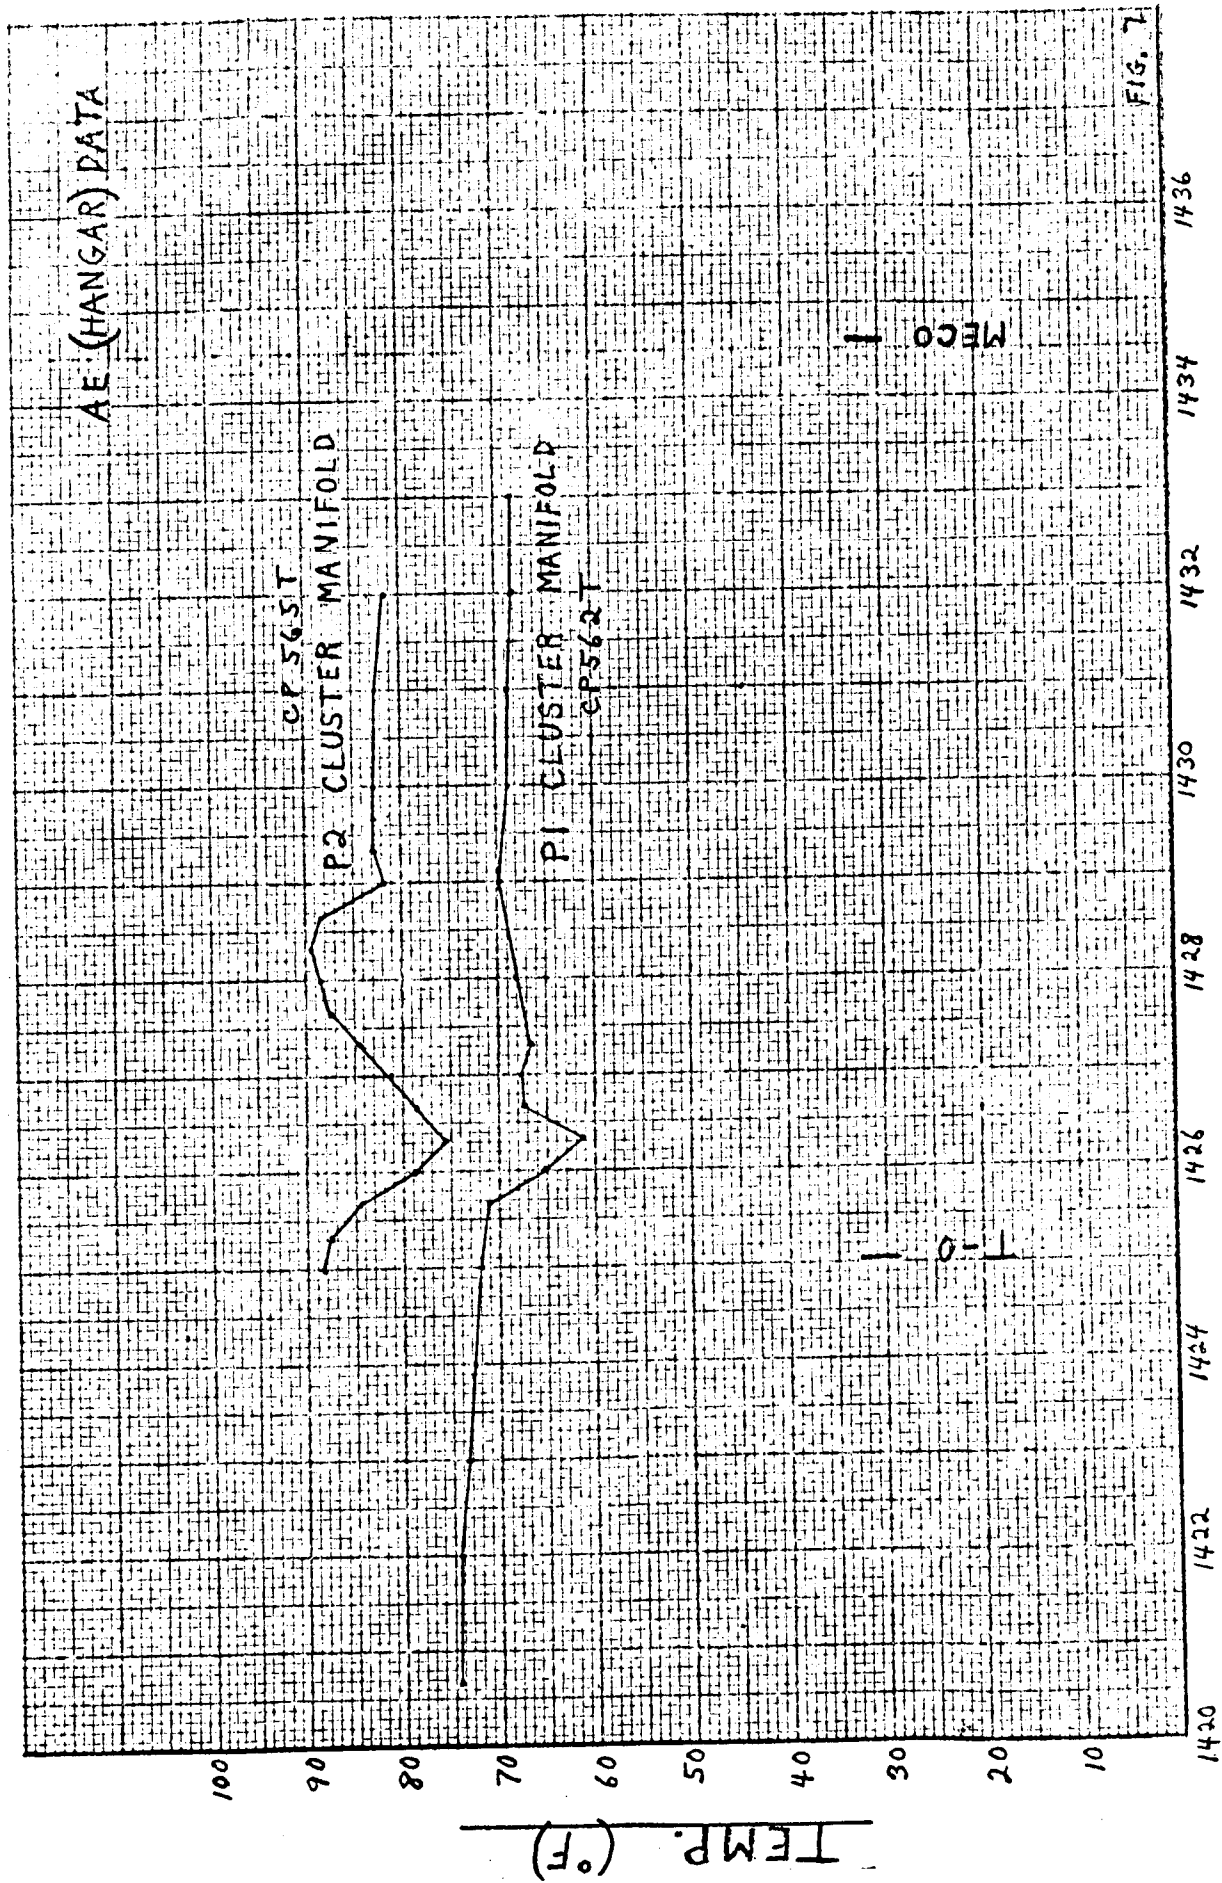 AE (HANGAR) DATA
CP 565T
P2 CLUSTER MANIFOLD
P1 CLUSTER MANIFOLD
CP562T
TEMP. (°F)
100
90
80
70
60
50
40
30
20
10
T-0
MECO
1420
1422
1424
1426
1428
1430
1432
1434
1436
FIG. 7